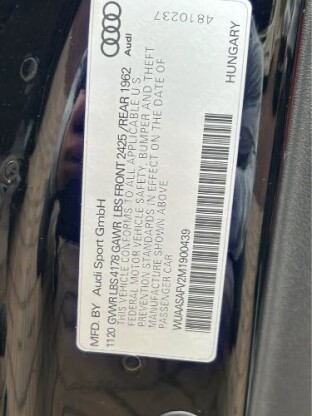 Audi
4810237
MFD. BY Audi Sport GmbH
1120 GVWR LBS 4178 GAWR LBS FRONT 2425/REAR 1962
THIS VEHICLE CONFORMS TO ALL APPLICABLE U S
FEDERAL MOTOR VEHICLE SAFETY, BUMPER AND THEFT
PREVENTION STANDARDS IN EFFECT ON THE DATE OF
MANUFACTURE SHOWN ABOVE
PASSENGER CAR
WUAASAFV2M1900439
HUNGARY